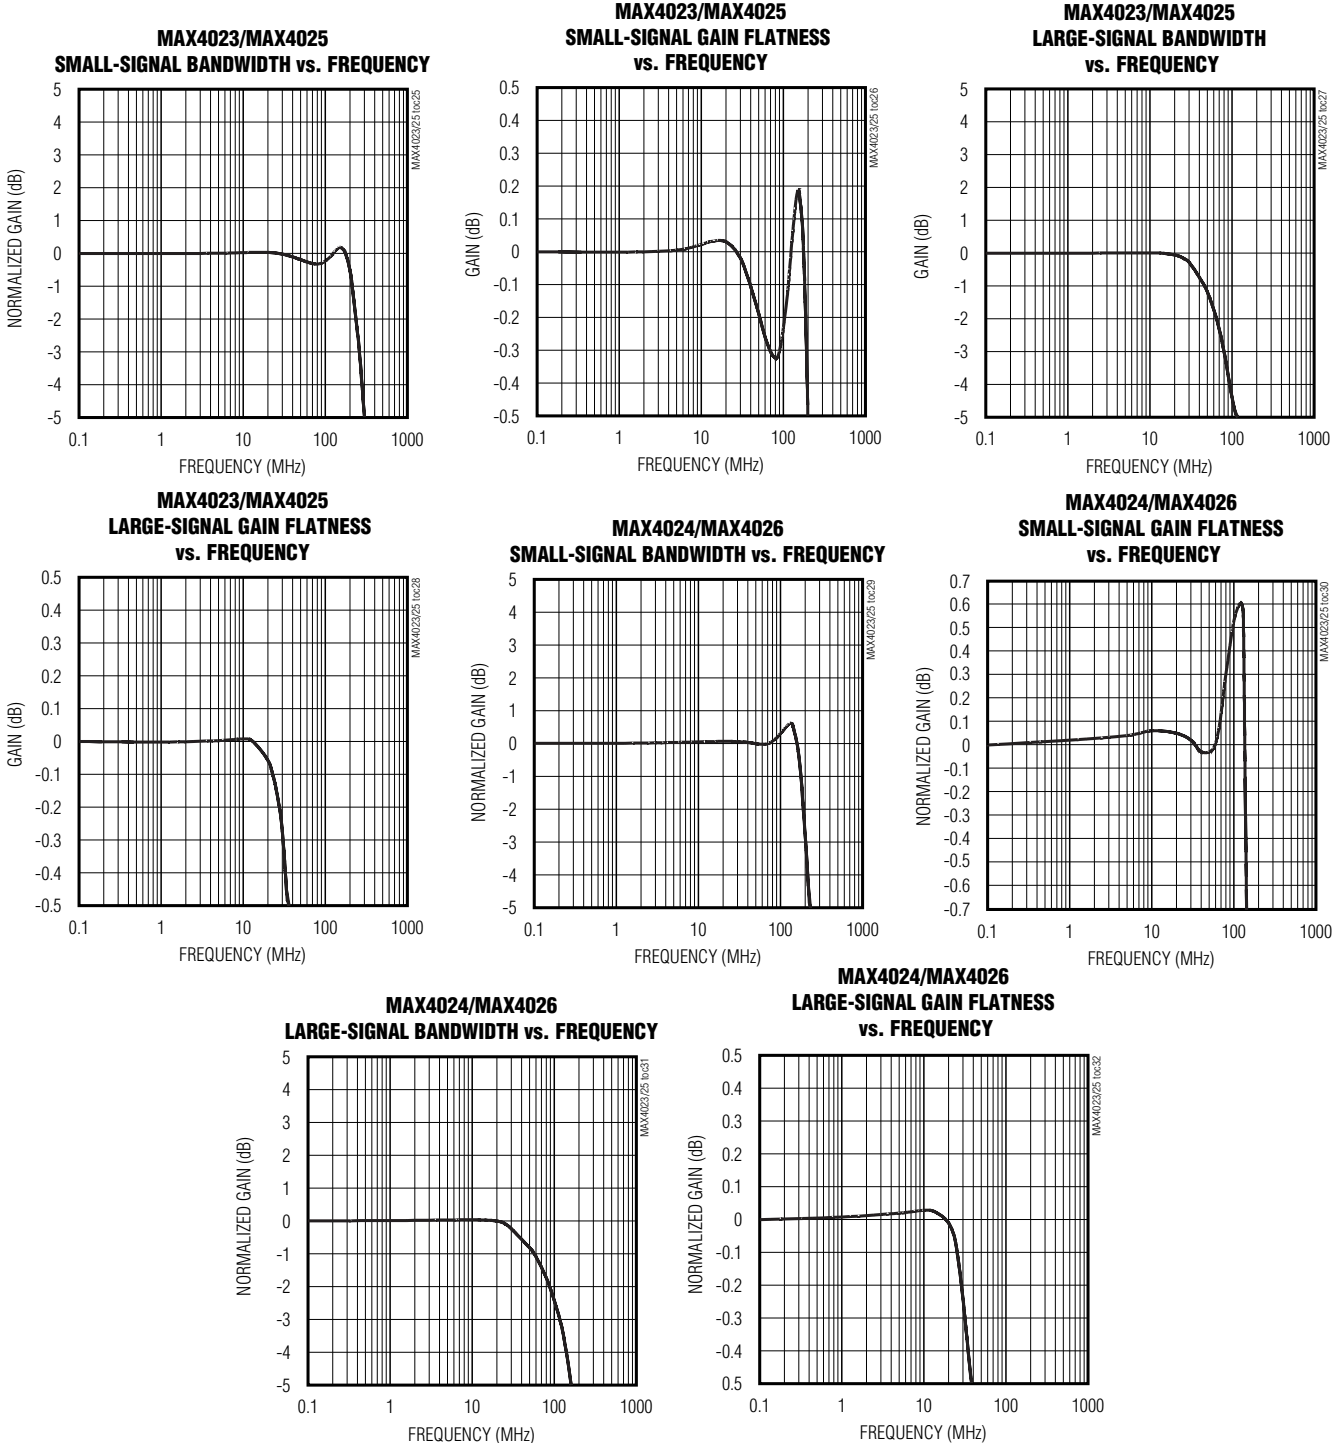 MAX4023/MAX4025
SMALL-SIGNAL BANDWIDTH vs. FREQUENCY
5
4
3
2
1
0
-1
-2
-3
-4
-5
NORMALIZED GAIN (dB)
0.1 1 10 100 1000
FREQUENCY (MHz)
MAX4023/25 toc25
MAX4023/MAX4025
SMALL-SIGNAL GAIN FLATNESS
vs. FREQUENCY
0.5
0.4
0.3
0.2
0.1
0
-0.1
-0.2
-0.3
-0.4
-0.5
GAIN (dB)
0.1 1 10 100 1000
FREQUENCY (MHz)
MAX4023/25 toc26
MAX4023/MAX4025
LARGE-SIGNAL BANDWIDTH
vs. FREQUENCY
5
4
3
2
1
0
-1
-2
-3
-4
-5
GAIN (dB)
0.1 1 10 100 1000
FREQUENCY (MHz)
MAX4023/25 toc27
MAX4023/MAX4025
LARGE-SIGNAL GAIN FLATNESS
vs. FREQUENCY
0.5
0.4
0.3
0.2
0.1
0
-0.1
-0.2
-0.3
-0.4
-0.5
GAIN (dB)
0.1 1 10 100 1000
FREQUENCY (MHz)
MAX4023/25 toc28
MAX4024/MAX4026
SMALL-SIGNAL BANDWIDTH vs. FREQUENCY
5
4
3
2
1
0
-1
-2
-3
-4
-5
NORMALIZED GAIN (dB)
0.1 1 10 100 1000
FREQUENCY (MHz)
MAX4023/25 toc29
MAX4024/MAX4026
SMALL-SIGNAL GAIN FLATNESS
vs. FREQUENCY
0.7
0.6
0.5
0.4
0.3
0.2
0.1
0
-0.1
-0.2
-0.3
-0.4
-0.5
-0.6
-0.7
NORMALIZED GAIN (dB)
0.1 1 10 100 1000
FREQUENCY (MHz)
MAX4023/25 toc30
MAX4024/MAX4026
LARGE-SIGNAL BANDWIDTH vs. FREQUENCY
5
4
3
2
1
0
-1
-2
-3
-4
-5
NORMALIZED GAIN (dB)
0.1 1 10 100 1000
FREQUENCY (MHz)
MAX4023/25 toc31
MAX4024/MAX4026
LARGE-SIGNAL GAIN FLATNESS
vs. FREQUENCY
0.5
0.4
0.3
0.2
0.1
0
-0.1
-0.2
-0.3
-0.4
0.5
NORMALIZED GAIN (dB)
0.1 1 10 100 1000
FREQUENCY (MHz)
MAX4023/25 toc32